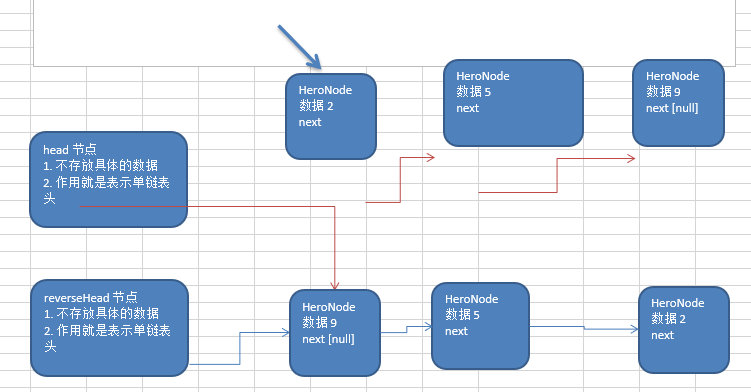 HeroNode
数据 2
next
HeroNode
数据 5
next
HeroNode
数据 9
next [null]
head 节点
1. 不存放具体的数据
2. 作用就是表示单链表
头
reverseHead 节点
1. 不存放具体的数据
2. 作用就是表示单链表
头
HeroNode
数据 9
next [null]
HeroNode
数据 5
next
HeroNode
数据 2
next